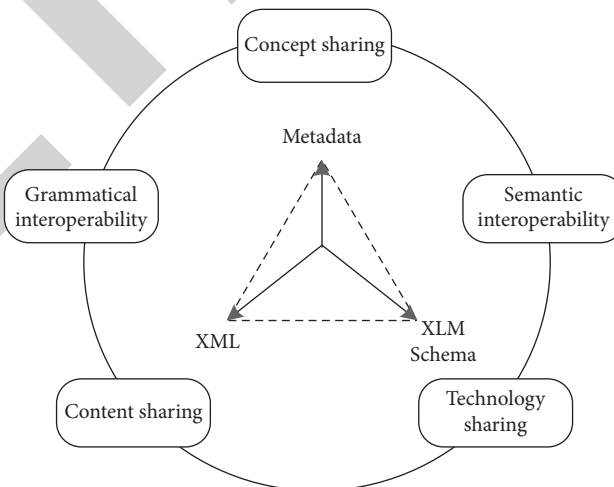 Concept sharing
Metadata
Grammatical
interoperability
Semantic
interoperability
XML
XLM
Schema
Content sharing
Technology
sharing